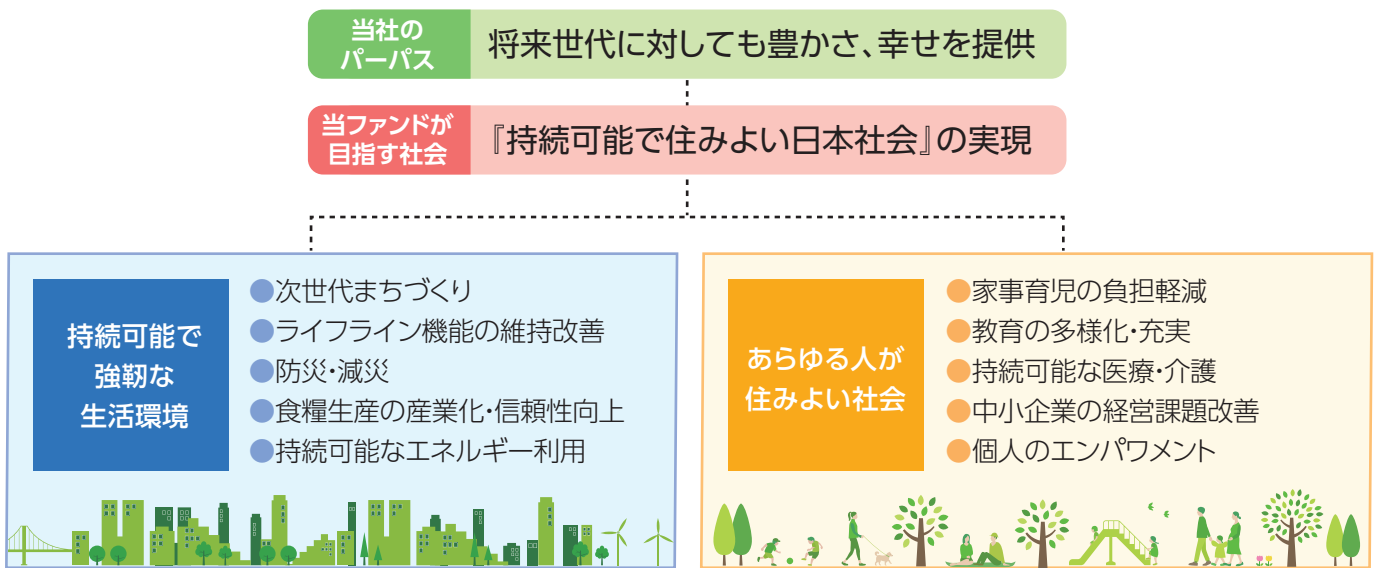 当社の
パーパス
将来世代に対しても豊かさ、幸せを提供
当ファンドが
目指す社会
『持続可能で住みよい日本社会』の実現
持続可能で
強靭な
生活環境
●次世代まちづくり
●ライフライン機能の維持改善
●防災・減災
●食糧生産の産業化・信頼性向上
●持続可能なエネルギー利用
あらゆる人が
住みよい社会
●家事育児の負担軽減
●教育の多様化・充実
●持続可能な医療・介護
●中小企業の経営課題改善
●個人のエンパワメント